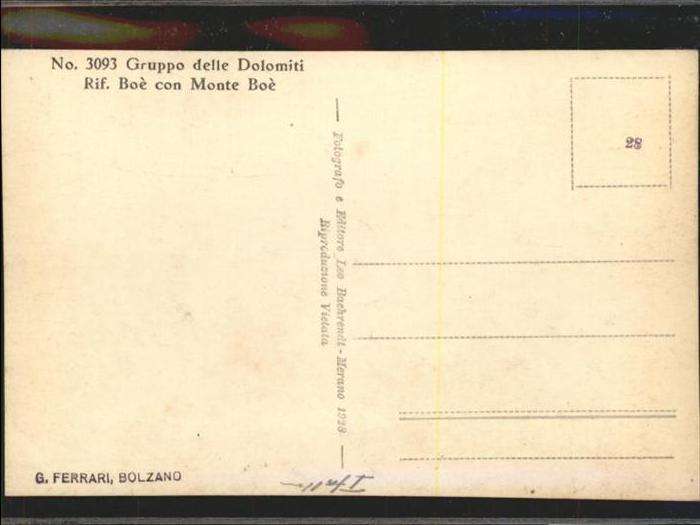 No. 3093 Gruppo delle Dolomiti
Rif. Boè con Monte Boè
28
Fotografo e Editore Leo Baehrendt - Merano 1928
Riproduzione Vietata
G. FERRARI, BOLZANO